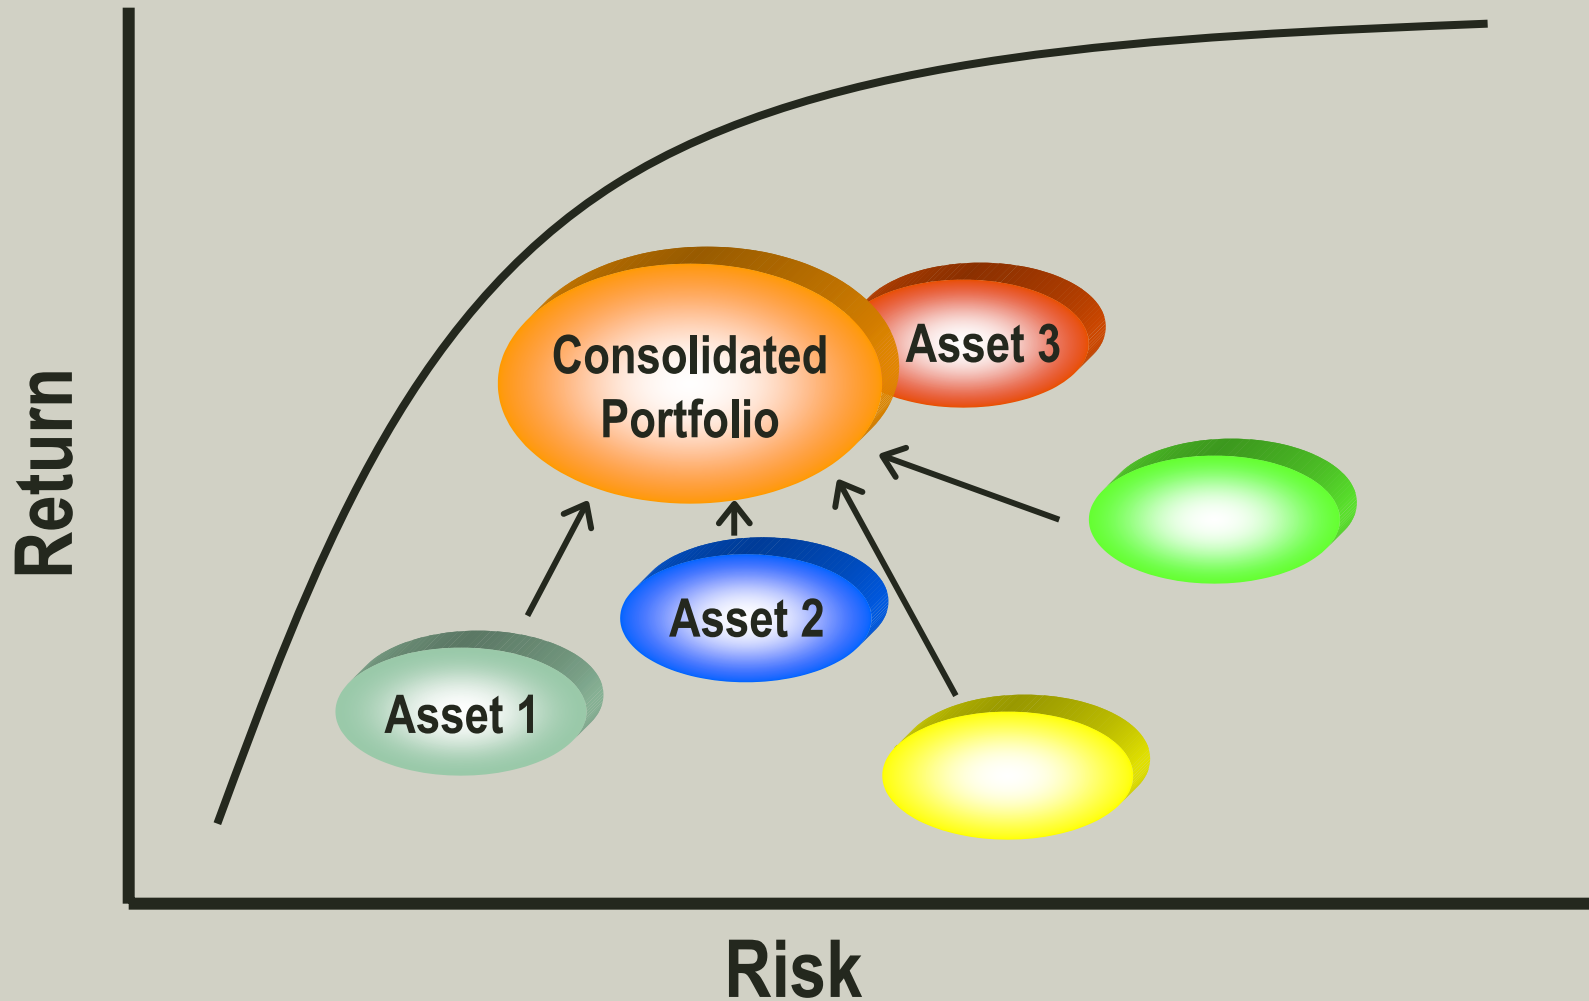 Return
Consolidated
Portfolio
Asset 3
Asset 2
Asset 1
Risk